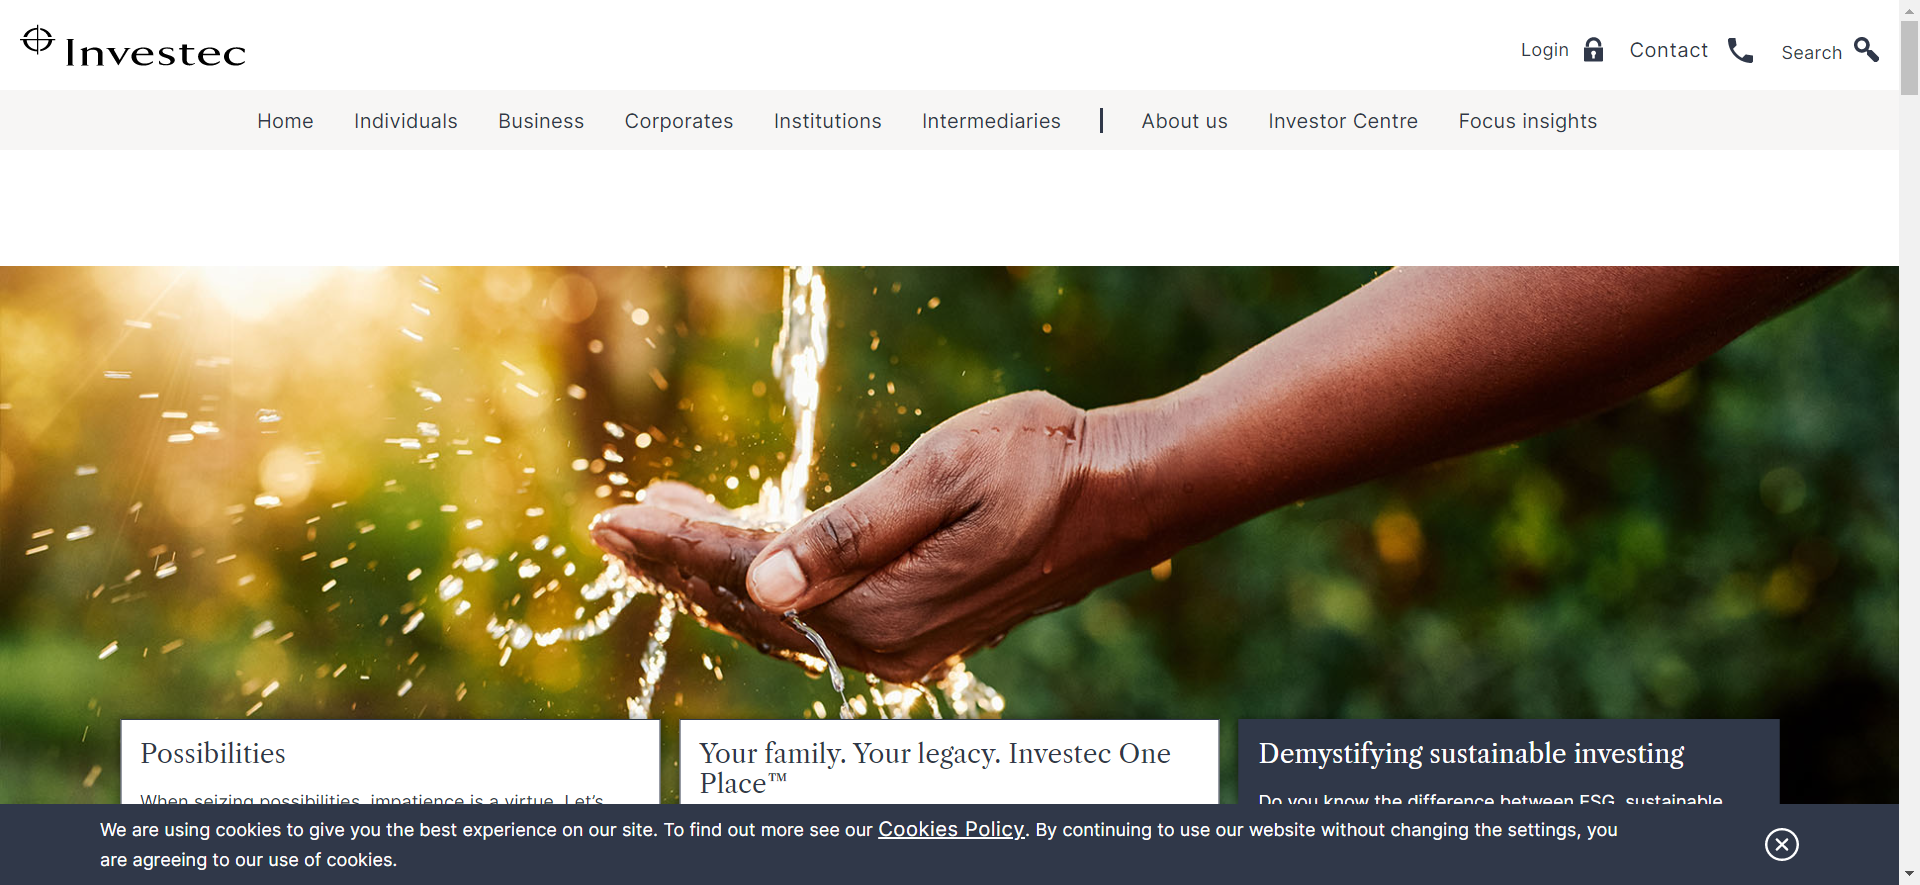 Investec
Login Contact Search
Home Individuals Business Corporates Institutions Intermediaries About us Investor Centre Focus insights
Possibilities
When seizing possibilities, impatience is a virtue. Let's
Your family. Your legacy. Investec One
Place™
Demystifying sustainable investing
Do you know the difference between ESG, sustainable
We are using cookies to give you the best experience on our site. To find out more see our Cookies Policy. By continuing to use our website without changing the settings, you
are agreeing to our use of cookies.